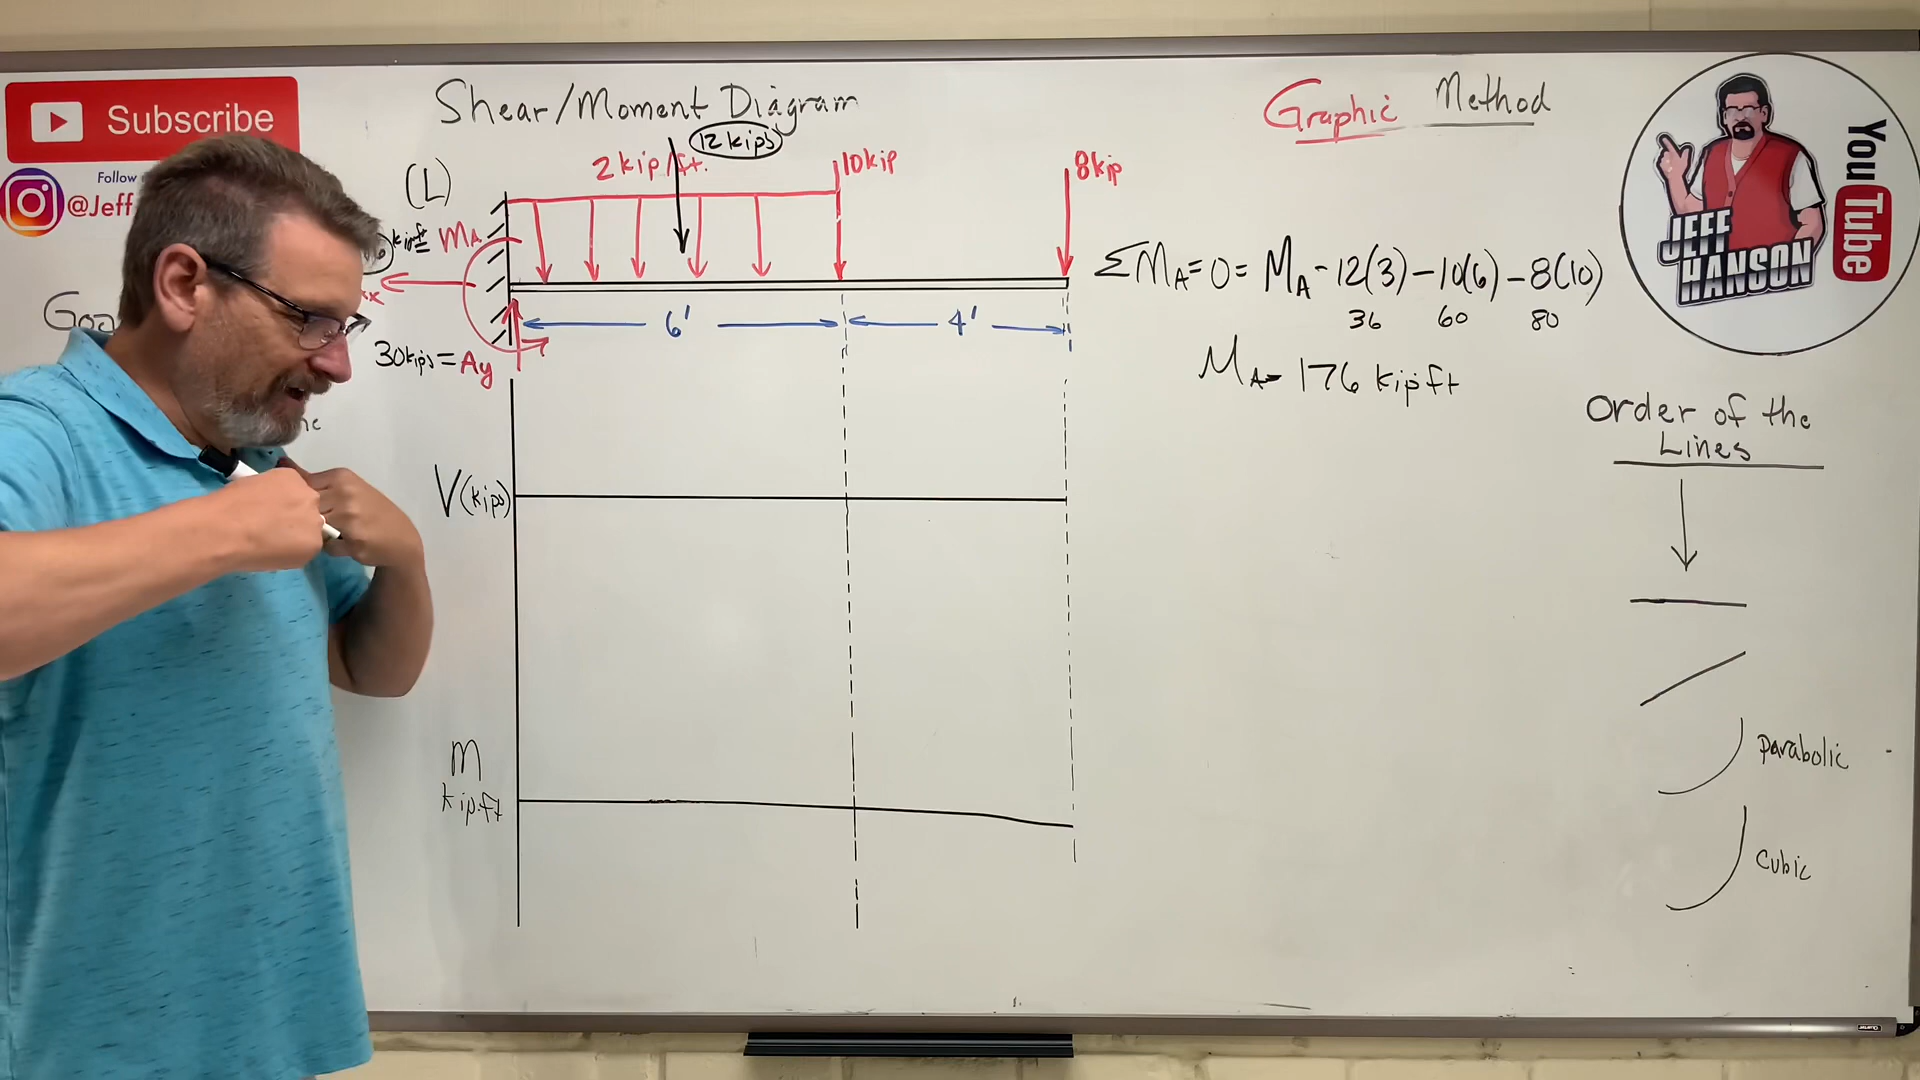 Subscribe
Follow
@Jeff
Shear/Moment Diagram
Graphic Method
12 kips
2 kip/ft.
10 kip
8 kip
(L)
kip·ft = MA
6'
4'
30 kips = Ay
ΣMA = 0 = MA - 12(3) - 10(6) - 8(10)
36 60 80
MA = 176 kip ft
Order of the
Lines
V(kips)
M
kip·ft
parabolic
cubic
JEFF
HANSON
YouTube